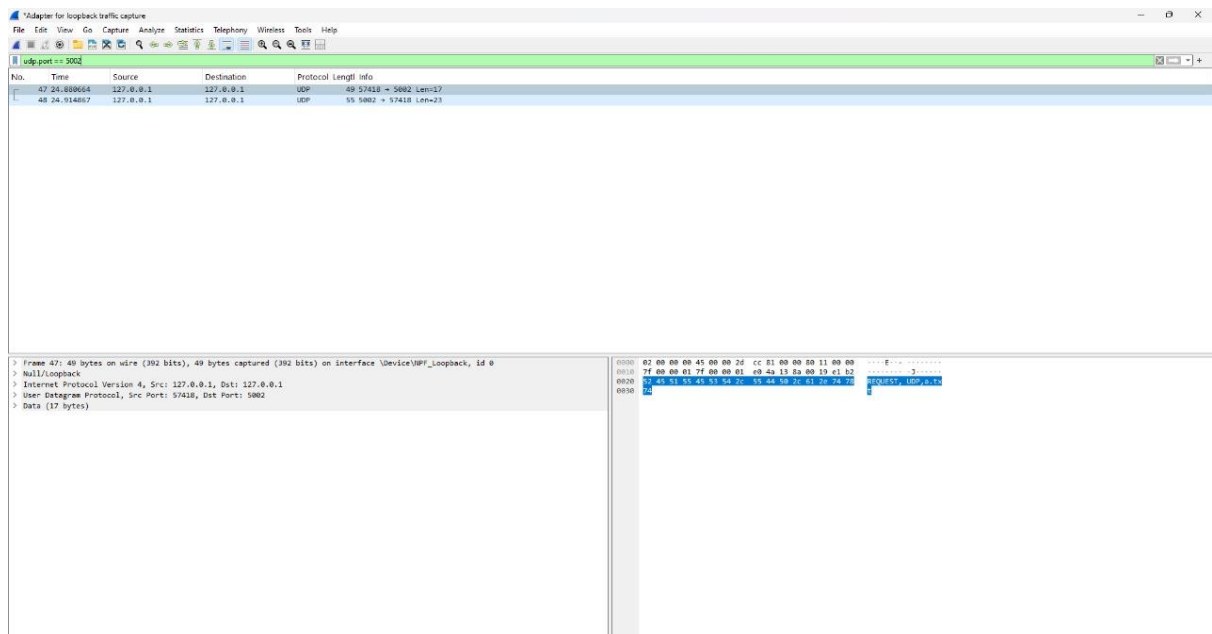 *Adapter for loopback traffic capture
File Edit View Go Capture Analyze Statistics Telephony Wireless Tools Help
udp.port == 5002
No. Time Source Destination Protocol Lengtl Info
47 24.880664 127.0.0.1 127.0.0.1 UDP 49 57418 → 5002 Len=17
48 24.914867 127.0.0.1 127.0.0.1 UDP 55 5002 → 57418 Len=23
> Frame 47: 49 bytes on wire (392 bits), 49 bytes captured (392 bits) on interface \Device\NPF_Loopback, id 0
> Null/Loopback
> Internet Protocol Version 4, Src: 127.0.0.1, Dst: 127.0.0.1
> User Datagram Protocol, Src Port: 57418, Dst Port: 5002
> Data (17 bytes)
0000 02 00 00 00 45 00 00 2d cc 81 00 00 80 11 00 00 ····E··- ········
0010 7f 00 00 01 7f 00 00 01 e0 4a 13 8a 00 19 e1 b2 ········ ·J······
0020 52 45 51 55 45 53 54 2c 55 44 50 2c 61 2e 74 78 REQUEST, UDP,a.tx
0030 74 t